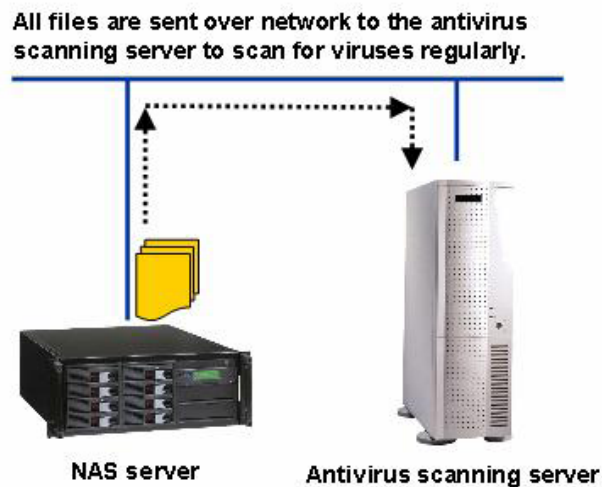 All files are sent over network to the antivirus
scanning server to scan for viruses regularly.
NAS server
Antivirus scanning server